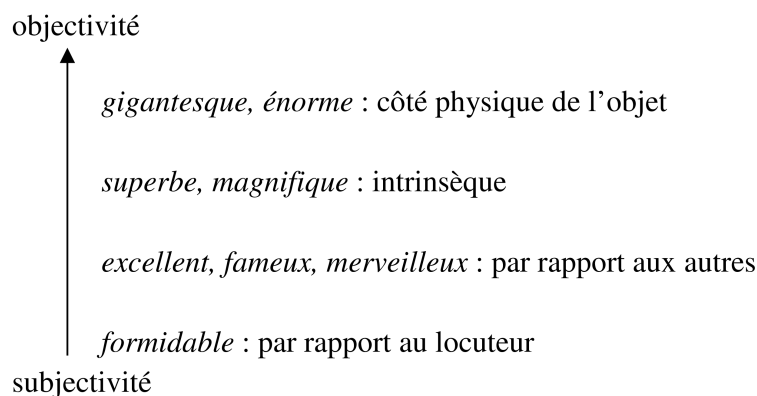 objectivité
gigantesque, énorme : côté physique de l’objet
superbe, magnifique : intrinsèque
excellent, fameux, merveilleux : par rapport aux autres
formidable : par rapport au locuteur
subjectivité